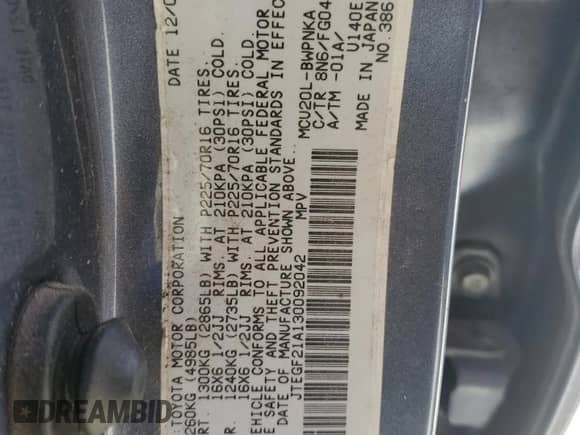 TOYOTA MOTOR CORPORATION DATE 12/0
260KG (4985LB)
RT. 1300KG (2865LB) WITH P225/70R16 TIRES.
16X6 1/2JJ RIMS. AT 210KPA (30PSI) COLD.
R. 1240KG (2735LB) WITH P225/70R16 TIRES.
16X6 1/2JJ RIMS. AT 210KPA (30PSI) COLD.
EHICLE CONFORMS TO ALL APPLICABLE FEDERAL MOTOR
E SAFETY AND THEFT PREVENTION STANDARDS IN EFFEC
DATE OF MANUFACTURE SHOWN ABOVE.
JTEGF21A130092042 MPV
MCU20L-BWPNKA
C/TR 8N6/FG04
A/TM -01A/ U140E
MADE IN JAPAN
NO.386
DREAMBID